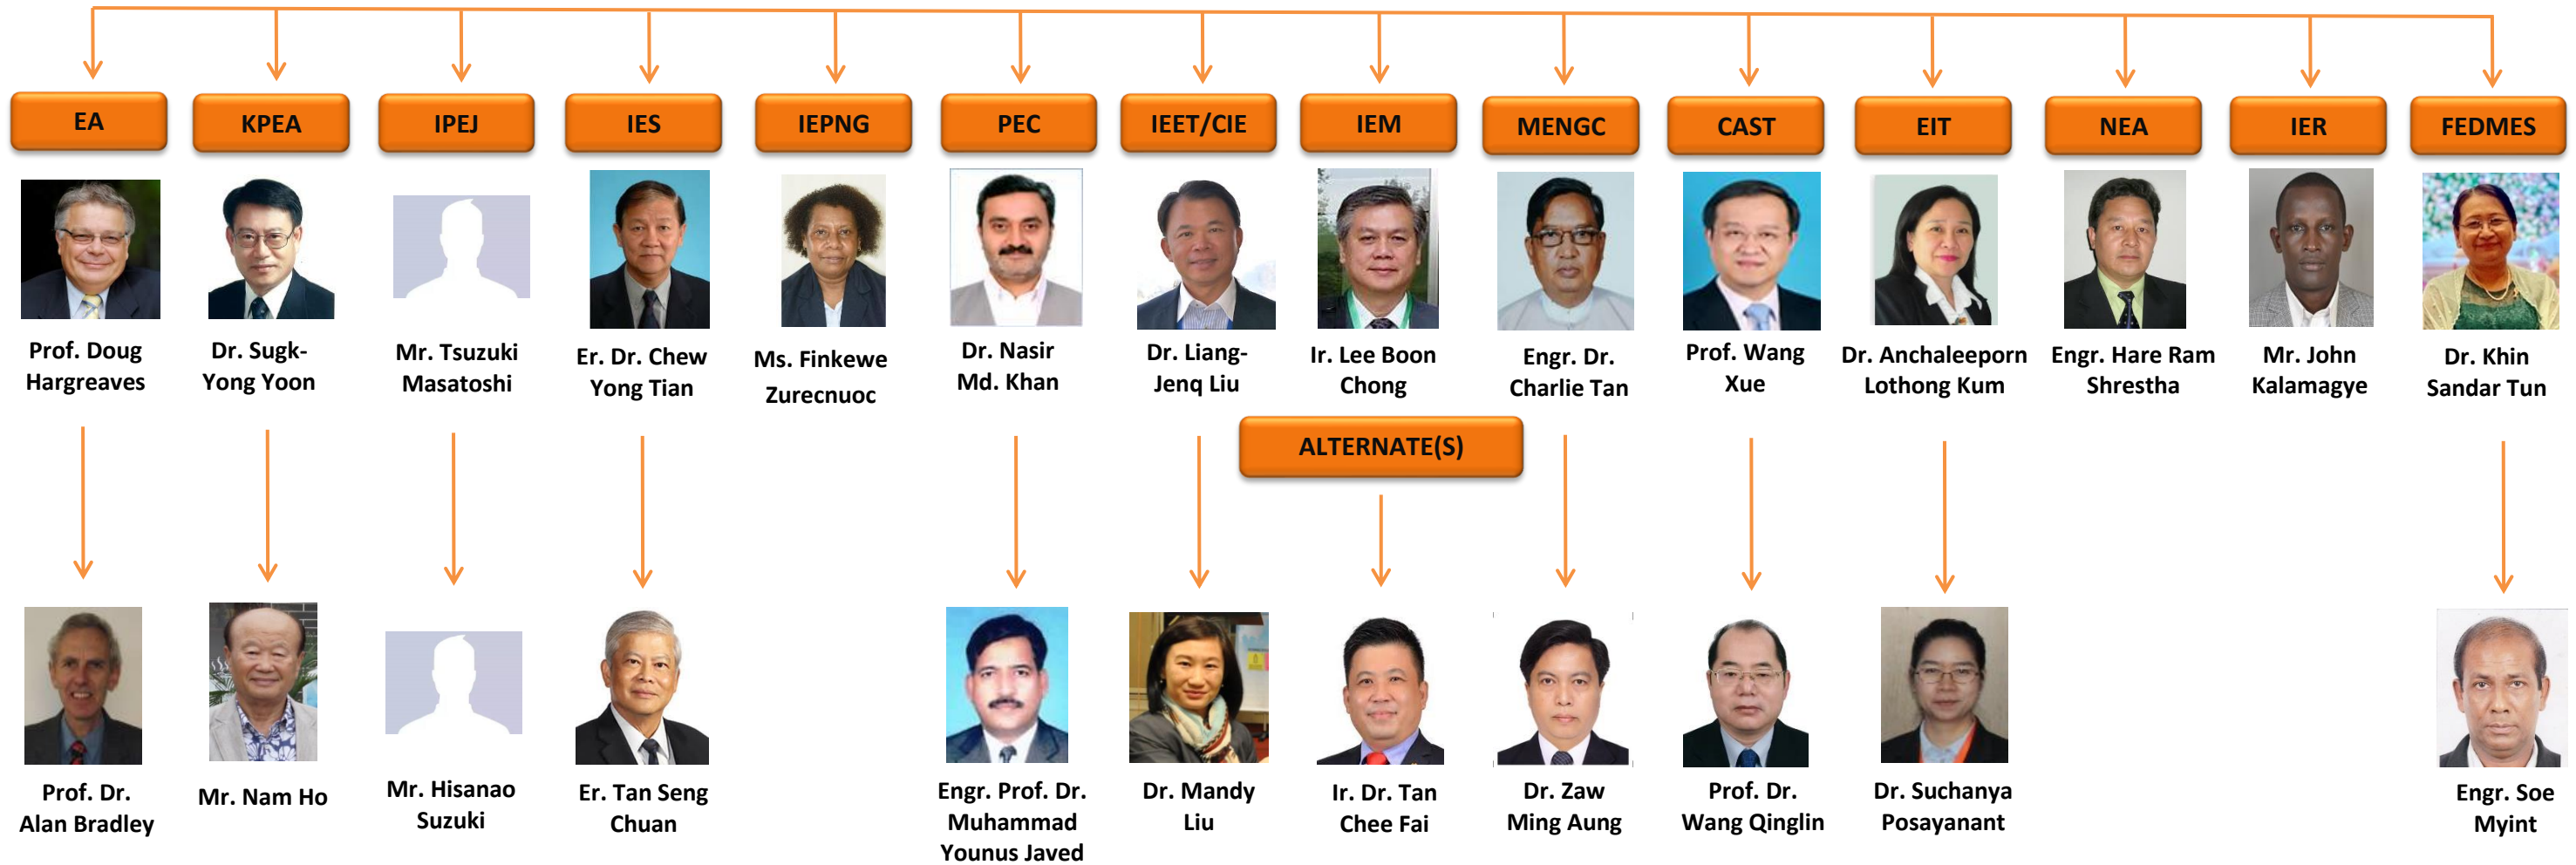 EA
KPEA
IPEJ
IES
IEPNG
PEC
IEET/CIE
IEM
MENGC
CAST
EIT
NEA
IER
FEDMES
Prof. Doug
Hargreaves
Dr. Sugk-
Yong Yoon
Mr. Tsuzuki
Masatoshi
Er. Dr. Chew
Yong Tian
Ms. Finkewe
Zurecnuoc
Dr. Nasir
Md. Khan
Dr. Liang-
Jenq Liu
Ir. Lee Boon
Chong
Engr. Dr.
Charlie Tan
Prof. Wang
Xue
Dr. Anchaleeporn
Lothong Kum
Engr. Hare Ram
Shrestha
Mr. John
Kalamagye
Dr. Khin
Sandar Tun
ALTERNATE(S)
Prof. Dr.
Alan Bradley
Mr. Nam Ho
Mr. Hisanao
Suzuki
Er. Tan Seng
Chuan
Engr. Prof. Dr.
Muhammad
Younus Javed
Dr. Mandy
Liu
Ir. Dr. Tan
Chee Fai
Dr. Zaw
Ming Aung
Prof. Dr.
Wang Qinglin
Dr. Suchanya
Posayanant
Engr. Soe
Myint